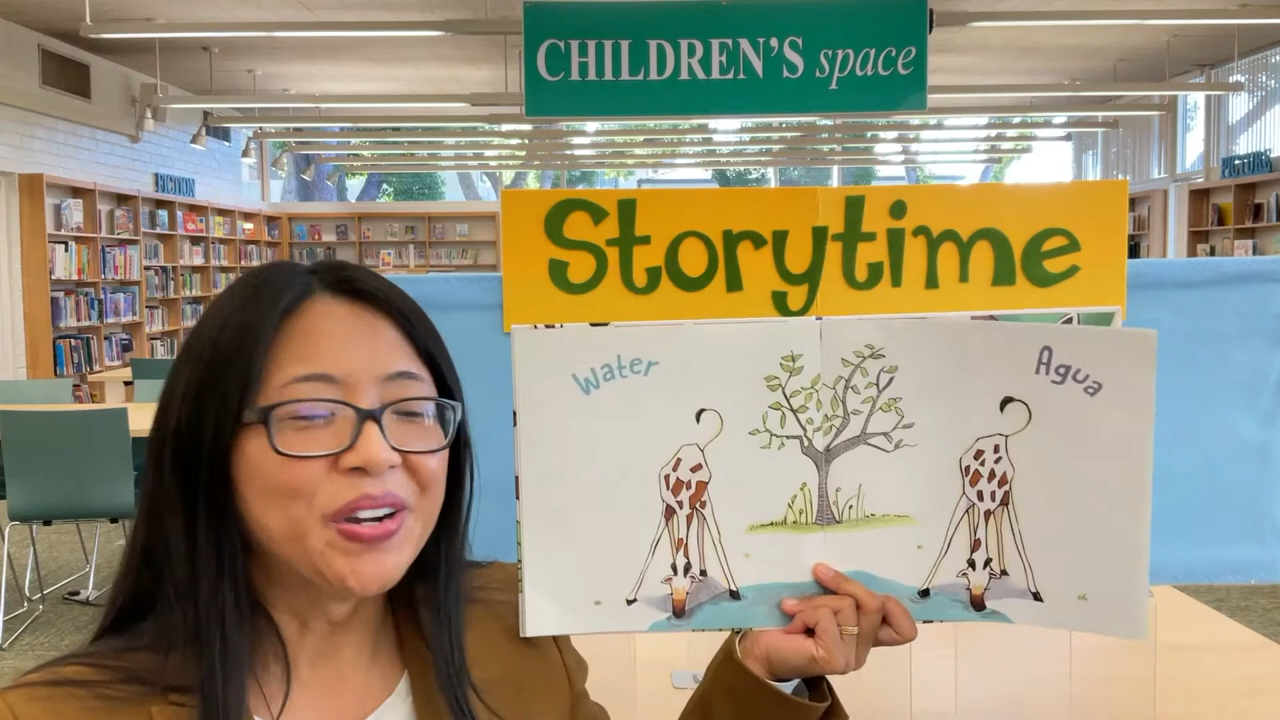 CHILDREN'S space
FICTION
PICTURE
Storytime
Water
Agua